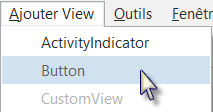 Ajouter View Outils Fenêtr
ActivityIndicator
Button
CustomView